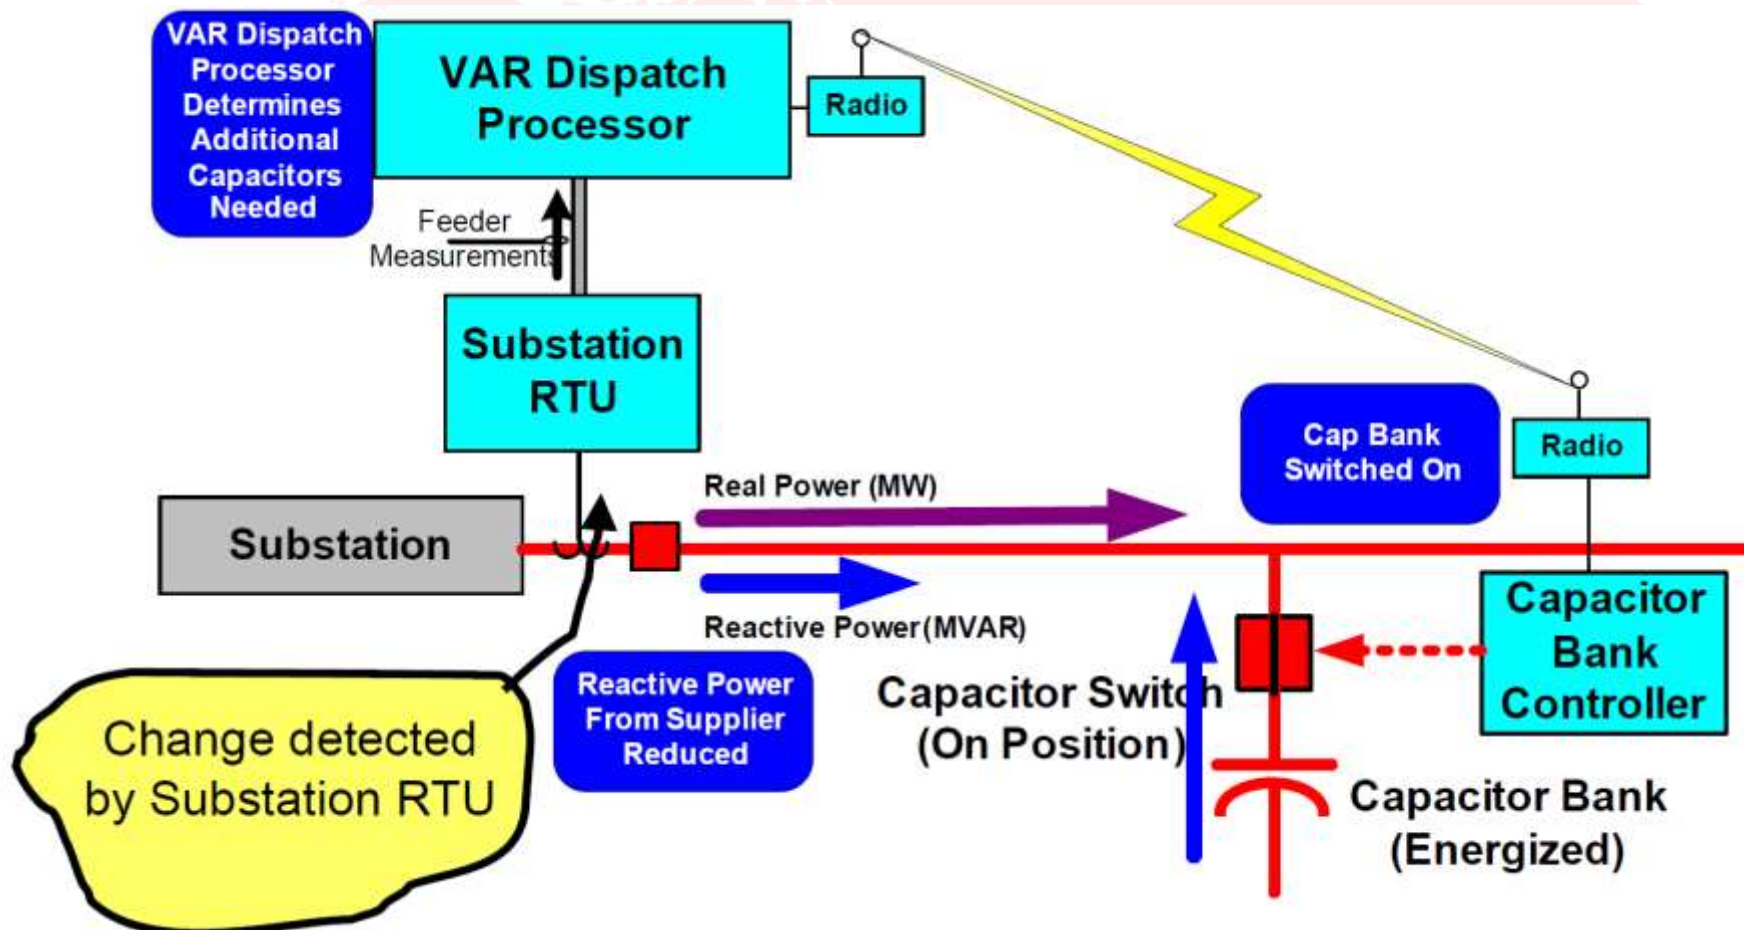 VAR Dispatch
Processor
Determines
Additional
Capacitors
Needed
VAR Dispatch
Processor
Radio
Feeder
Measurements
Substation
RTU
Cap Bank
Switched On
Radio
Real Power (MW)
Substation
Reactive Power(MVAR)
Capacitor
Bank
Controller
Reactive Power
From Supplier
Reduced
Capacitor Switch
(On Position)
Change detected
by Substation RTU
Capacitor Bank
(Energized)